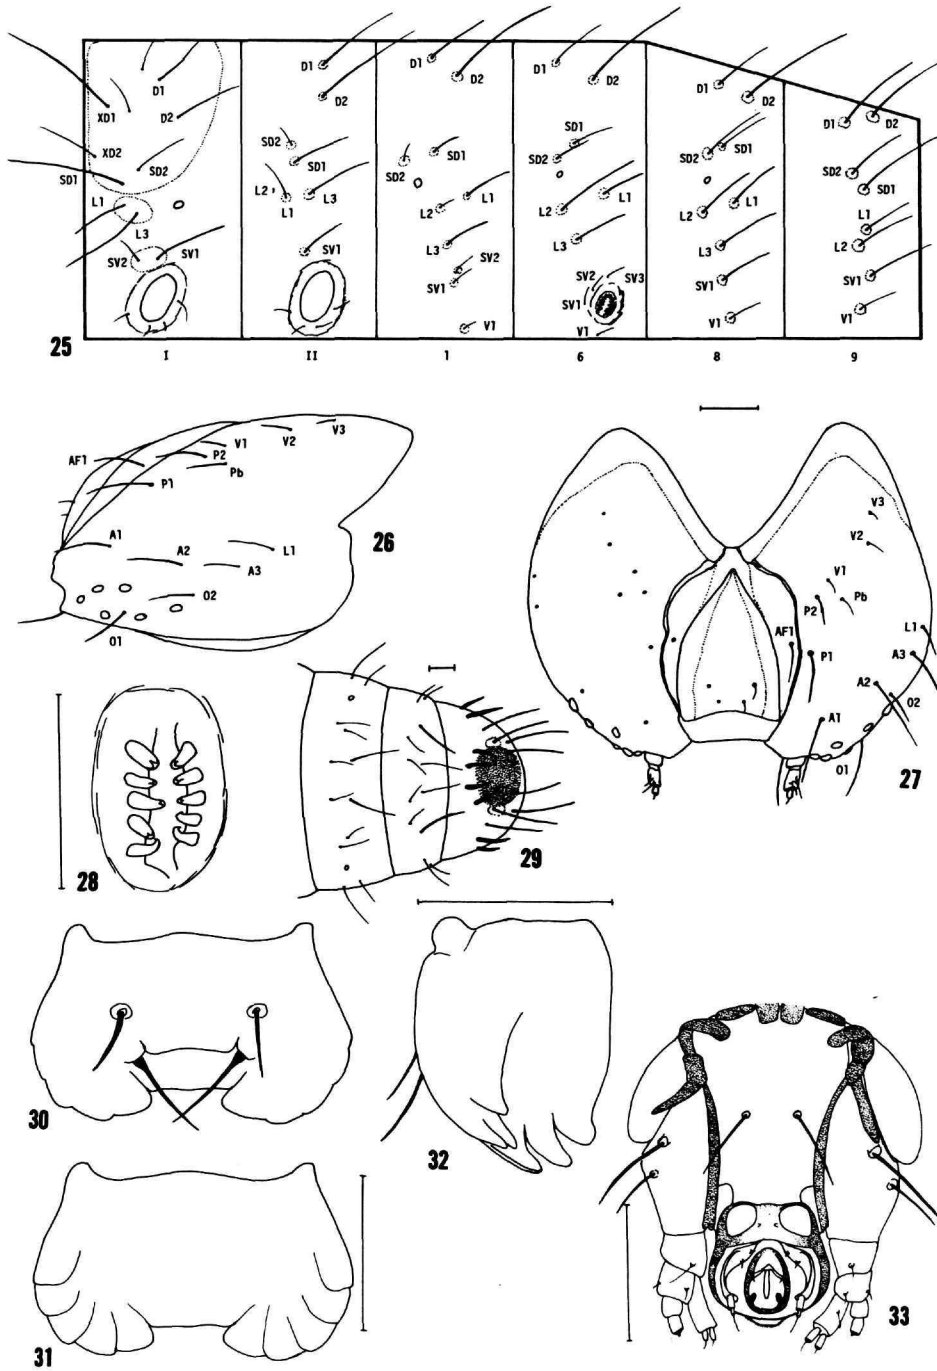 D1
XD1
D2
XD2
SD2
SD1
L1
L3
SV2
SV1
D1
D2
SD2
SD1
L2
L1
L3
SV1
D1
D2
SD1
SD2
L2
L1
L3
SV2
SV1
V1
D1
D2
SD1
SD2
L2
L1
L3
SV2
SV3
SV1
V1
D1
D2
SD2
SD1
L2
L1
L3
SV1
V1
D1
D2
SD2
SD1
L1
L2
SV1
V1
25
I
II
1
6
8
9
V3
V2
V1
P2
Pb
AF1
P1
A1
A2
L1
A3
O2
O1
26
V3
V2
V1
Pb
P2
AF1
P1
L1
A3
A2
O2
A1
O1
27
28
29
30
31
32
33